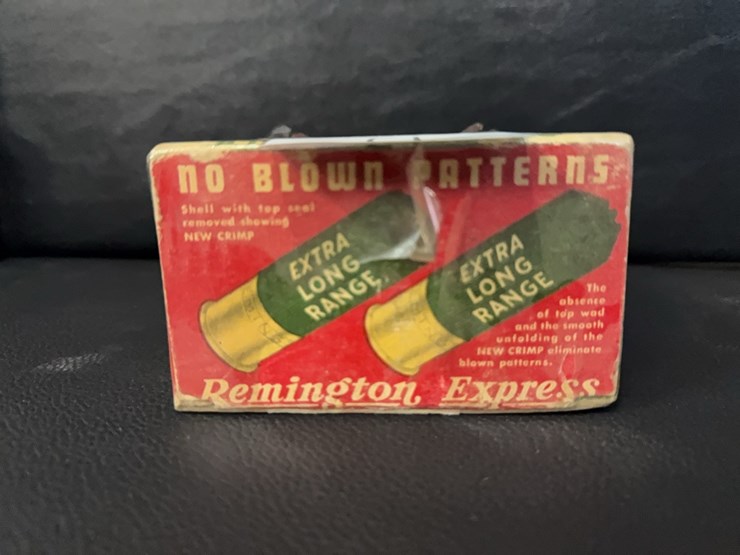 NO BLOWN PATTERNS
Shell with top seal
removed showing
NEW CRIMP
EXTRA
LONG
RANGE
EXTRA
LONG
RANGE
The
absence
of top wad
and the smooth
unfolding of the
NEW CRIMP eliminate
blown patterns.
Remington Express